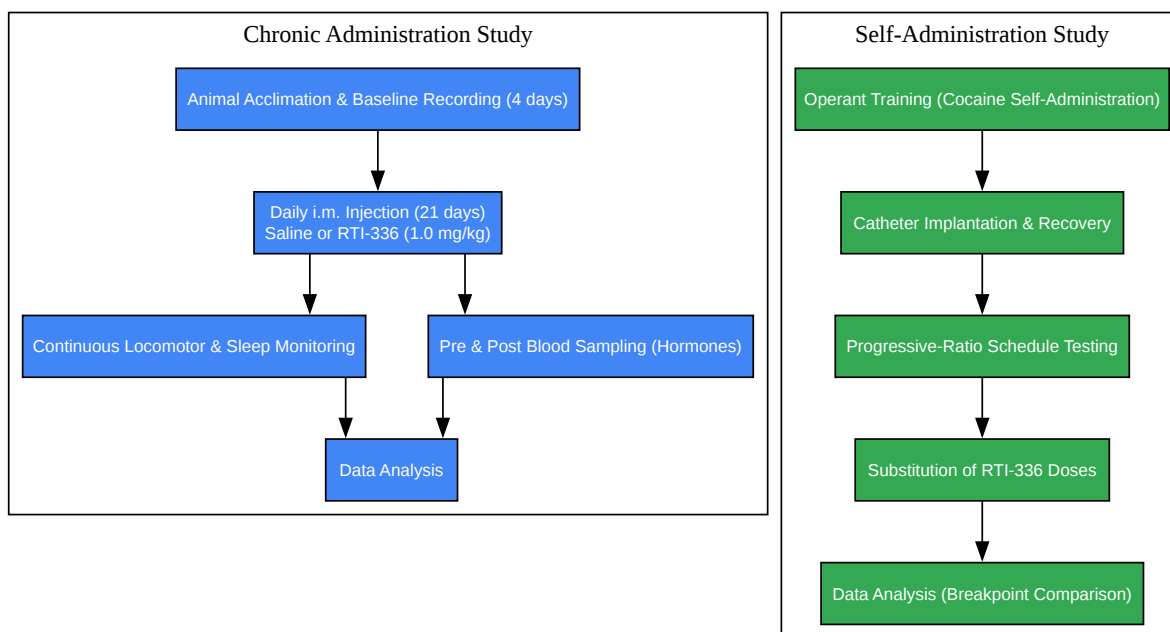 Chronic Administration Study
Animal Acclimation & Baseline Recording (4 days)
Daily i.m. Injection (21 days)
Saline or RTI-336 (1.0 mg/kg)
Continuous Locomotor & Sleep Monitoring
Pre & Post Blood Sampling (Hormones)
Data Analysis
Self-Administration Study
Operant Training (Cocaine Self-Administration)
Catheter Implantation & Recovery
Progressive-Ratio Schedule Testing
Substitution of RTI-336 Doses
Data Analysis (Breakpoint Comparison)